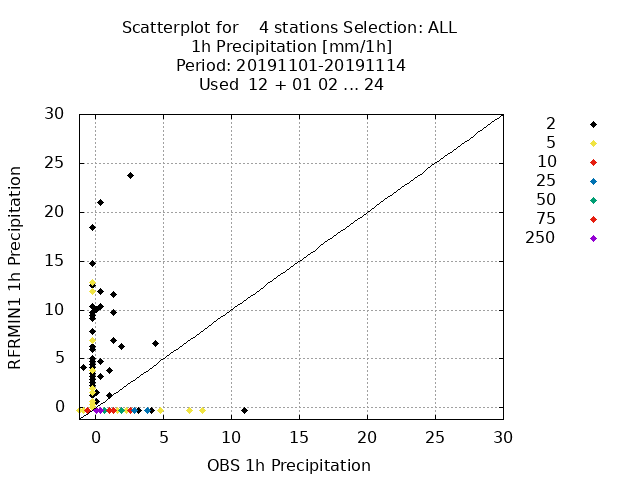 Scatterplot for    4 stations Selection: ALL
1h Precipitation [mm/1h]
Period: 20191101-20191114
Used  12 + 01 02 ... 24
RFRMIN1 1h Precipitation
30
25
20
15
10
5
0
0 5 10 15 20 25 30
OBS 1h Precipitation
2
5
10
25
50
75
250